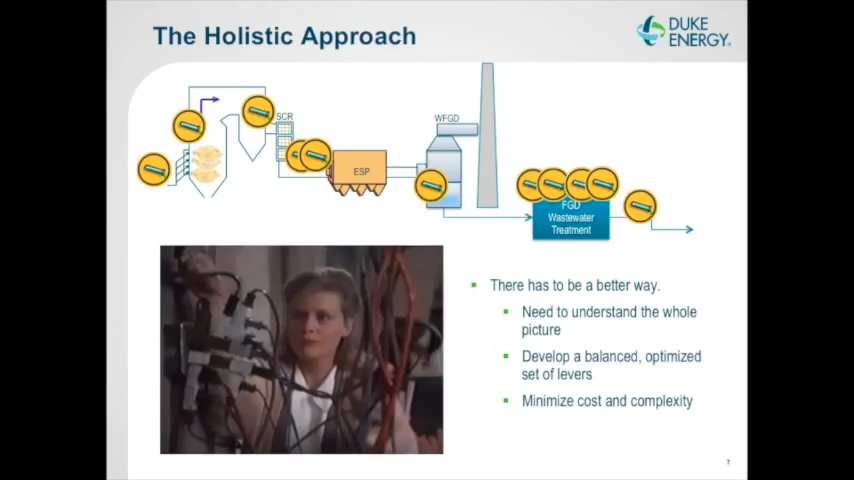 The Holistic Approach
DUKE
ENERGY®
SCR
WFGD
ESP
FGD
Wastewater
Treatment
▪ There has to be a better way.
▪ Need to understand the whole
picture
▪ Develop a balanced, optimized
set of levers
▪ Minimize cost and complexity
7